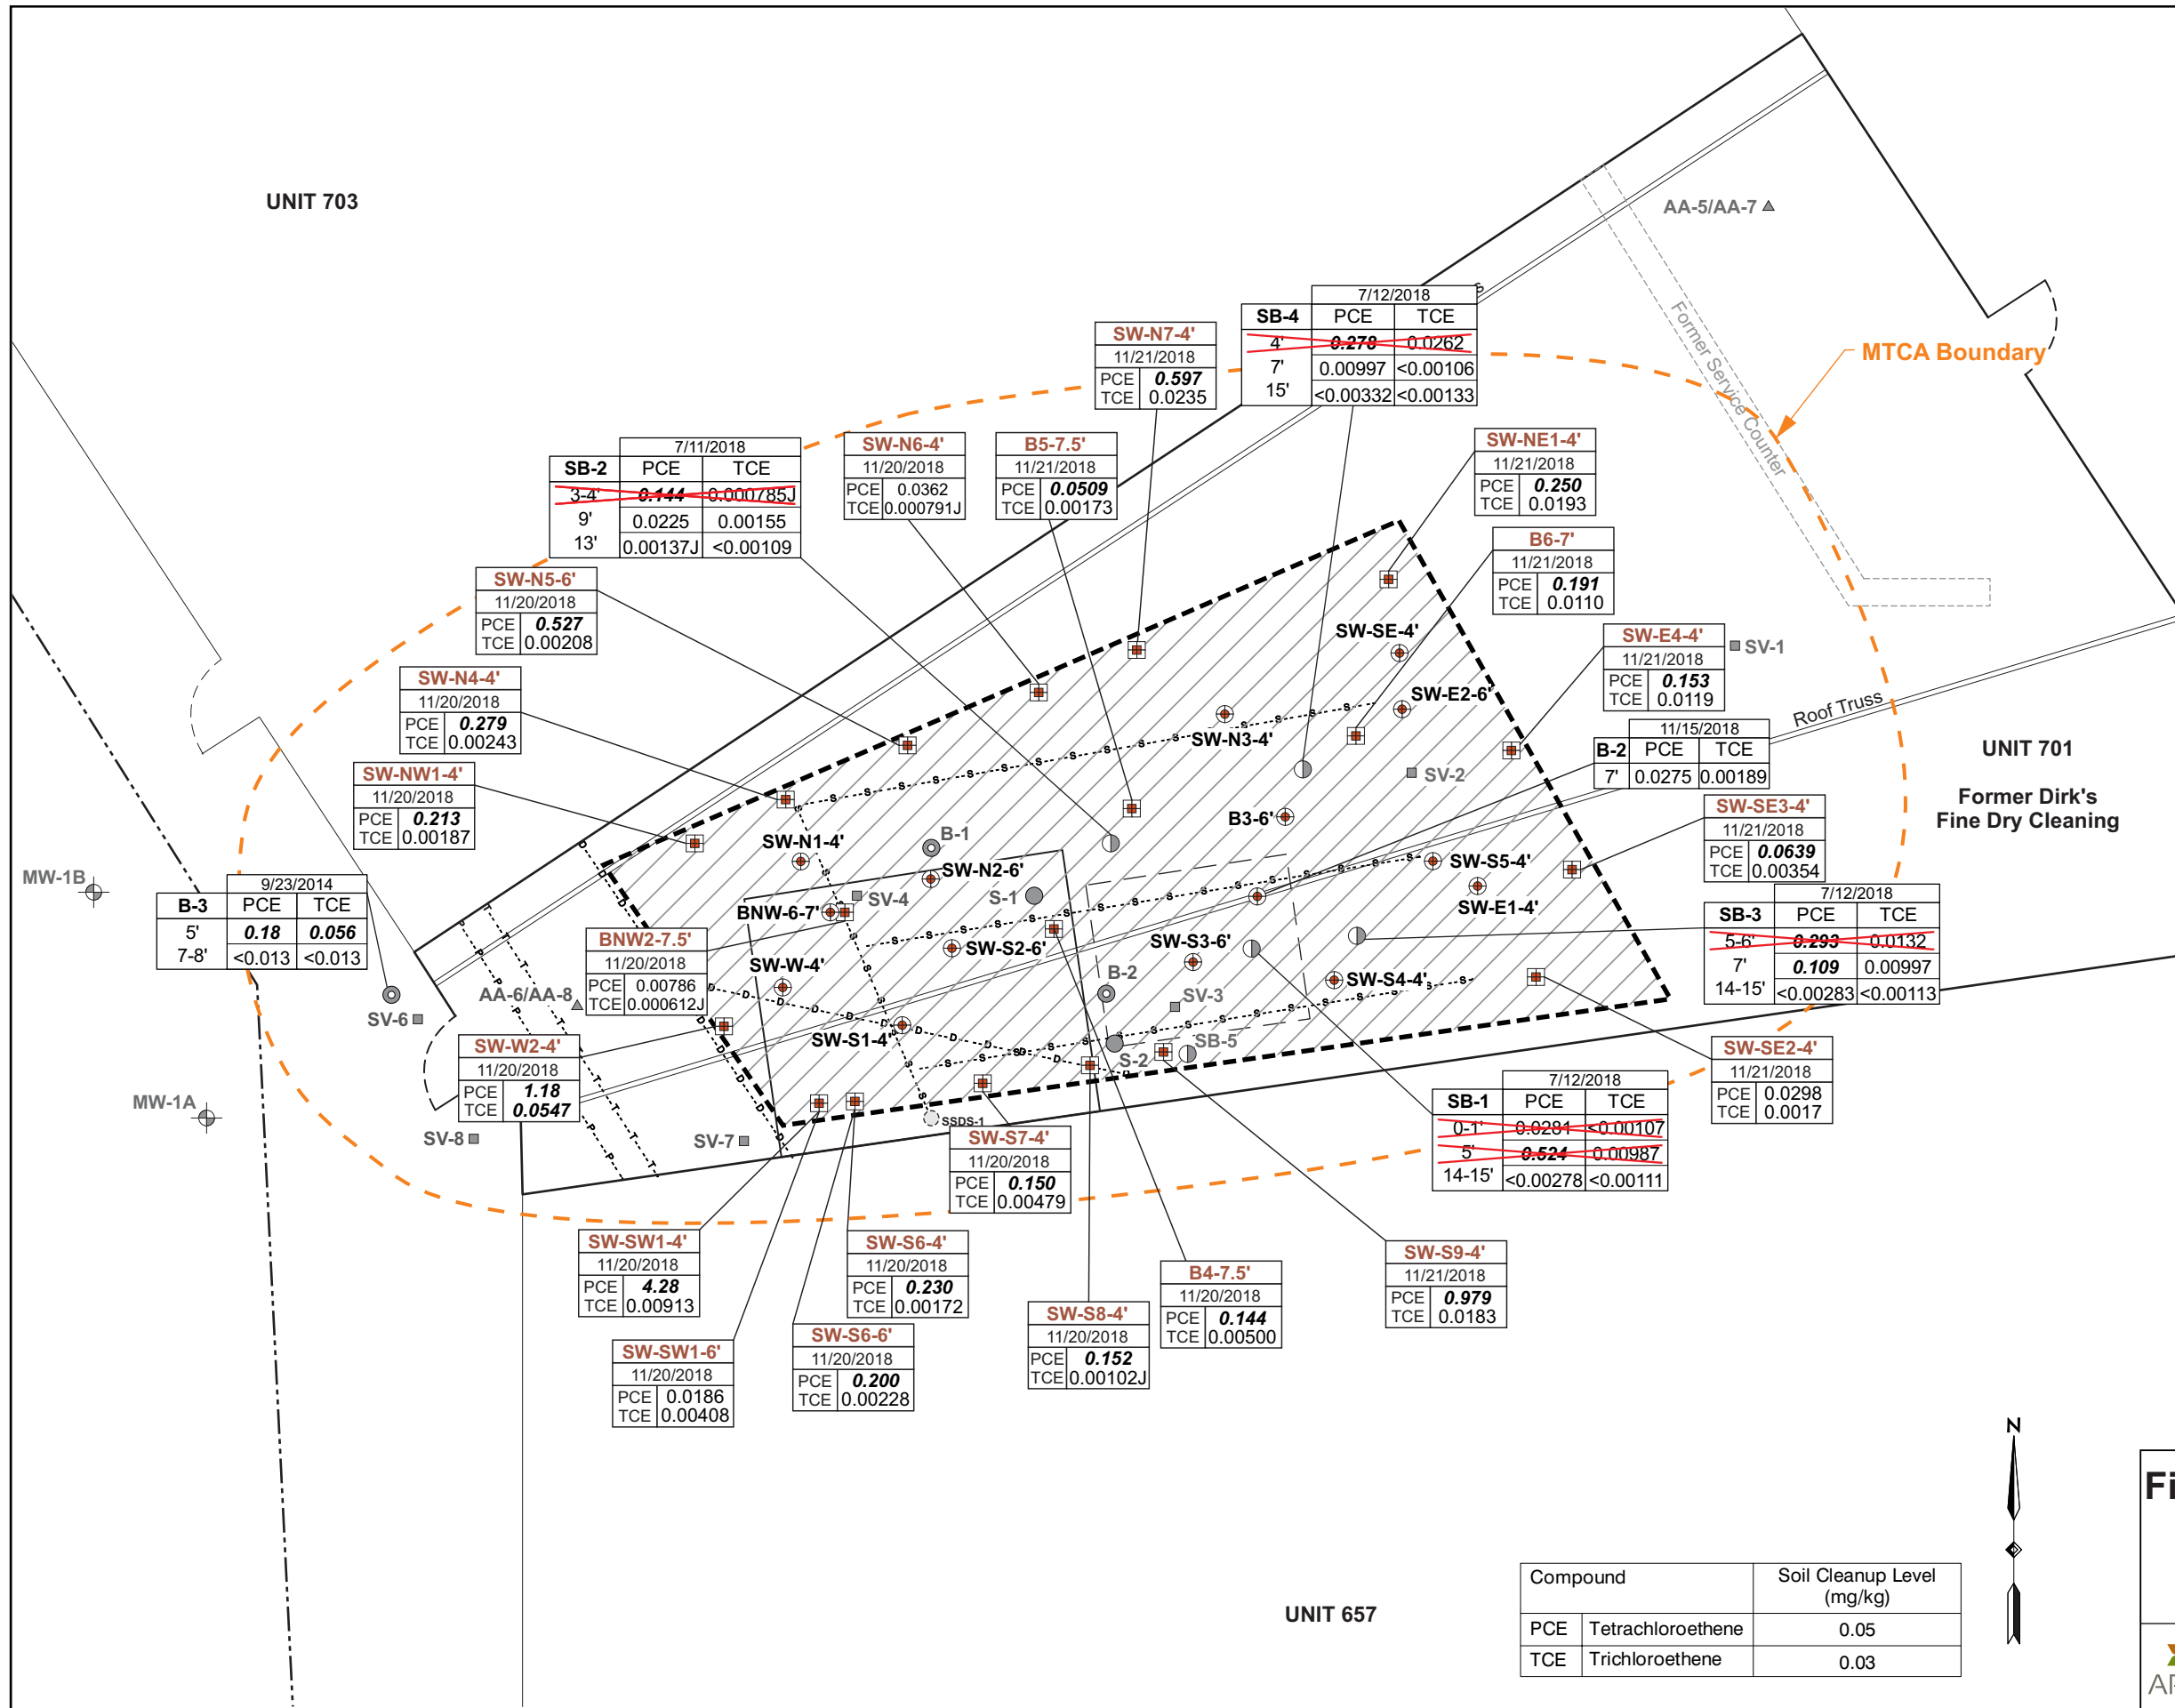 UNIT 703
AA-5/AA-7
Former Service Counter
MTCA Boundary
7/12/2018
SB-4 PCE TCE
4' 0.278 0.0262
7' 0.00997 <0.00106
15' <0.00332 <0.00133
SW-N7-4'
11/21/2018
PCE 0.597
TCE 0.0235
7/11/2018
SB-2 PCE TCE
3-4' 0.144 0.000785J
9' 0.0225 0.00155
13' 0.00137J <0.00109
SW-N6-4'
11/20/2018
PCE 0.0362
TCE 0.000791J
B5-7.5'
11/21/2018
PCE 0.0509
TCE 0.00173
SW-NE1-4'
11/21/2018
PCE 0.250
TCE 0.0193
B6-7'
11/21/2018
PCE 0.191
TCE 0.0110
SW-N5-6'
11/20/2018
PCE 0.527
TCE 0.00208
SW-E4-4'
11/21/2018
PCE 0.153
TCE 0.0119
SV-1
SW-SE-4'
SW-E2-6'
SW-N3-4'
SW-N4-4'
11/20/2018
PCE 0.279
TCE 0.00243
Roof Truss
11/15/2018
B-2 PCE TCE
7' 0.0275 0.00189
UNIT 701
Former Dirk's
Fine Dry Cleaning
SW-NW1-4'
11/20/2018
PCE 0.213
TCE 0.00187
SV-2
B3-6'
SW-SE3-4'
11/21/2018
PCE 0.0639
TCE 0.00354
B-1
SW-N1-4'
SW-N2-6'
SW-S5-4'
MW-1B
9/23/2014
B-3 PCE TCE
5' 0.18 0.056
7-8' <0.013 <0.013
SV-4
S-1
BNW-6-7'
SW-E1-4'
7/12/2018
SB-3 PCE TCE
5-6' 0.293 0.0132
7' 0.109 0.00997
14-15' <0.00283 <0.00113
BNW2-7.5'
11/20/2018
PCE 0.00786
TCE 0.000612J
SW-S2-6'
SW-S3-6'
SW-W-4'
SW-S4-4'
B-2
SV-3
AA-6/AA-8
SV-6
SW-S1-4'
SB-5
S-2
SW-W2-4'
11/20/2018
PCE 1.18
TCE 0.0547
SW-SE2-4'
11/21/2018
PCE 0.0298
TCE 0.0017
MW-1A
SV-8
SV-7
SSDS-1
7/12/2018
SB-1 PCE TCE
0-1' 0.0281 <0.00107
5' 0.524 0.00987
14-15' <0.00278 <0.00111
SW-S7-4'
11/20/2018
PCE 0.150
TCE 0.00479
SW-SW1-4'
11/20/2018
PCE 4.28
TCE 0.00913
SW-S6-4'
11/20/2018
PCE 0.230
TCE 0.00172
SW-S9-4'
11/21/2018
PCE 0.979
TCE 0.0183
B4-7.5'
11/20/2018
PCE 0.144
TCE 0.00500
SW-S8-4'
11/20/2018
PCE 0.152
TCE 0.00102J
SW-SW1-6'
11/20/2018
PCE 0.0186
TCE 0.00408
SW-S6-6'
11/20/2018
PCE 0.200
TCE 0.00228
N
UNIT 657
Compound Soil Cleanup Level
(mg/kg)
PCE Tetrachloroethene 0.05
TCE Trichloroethene 0.03